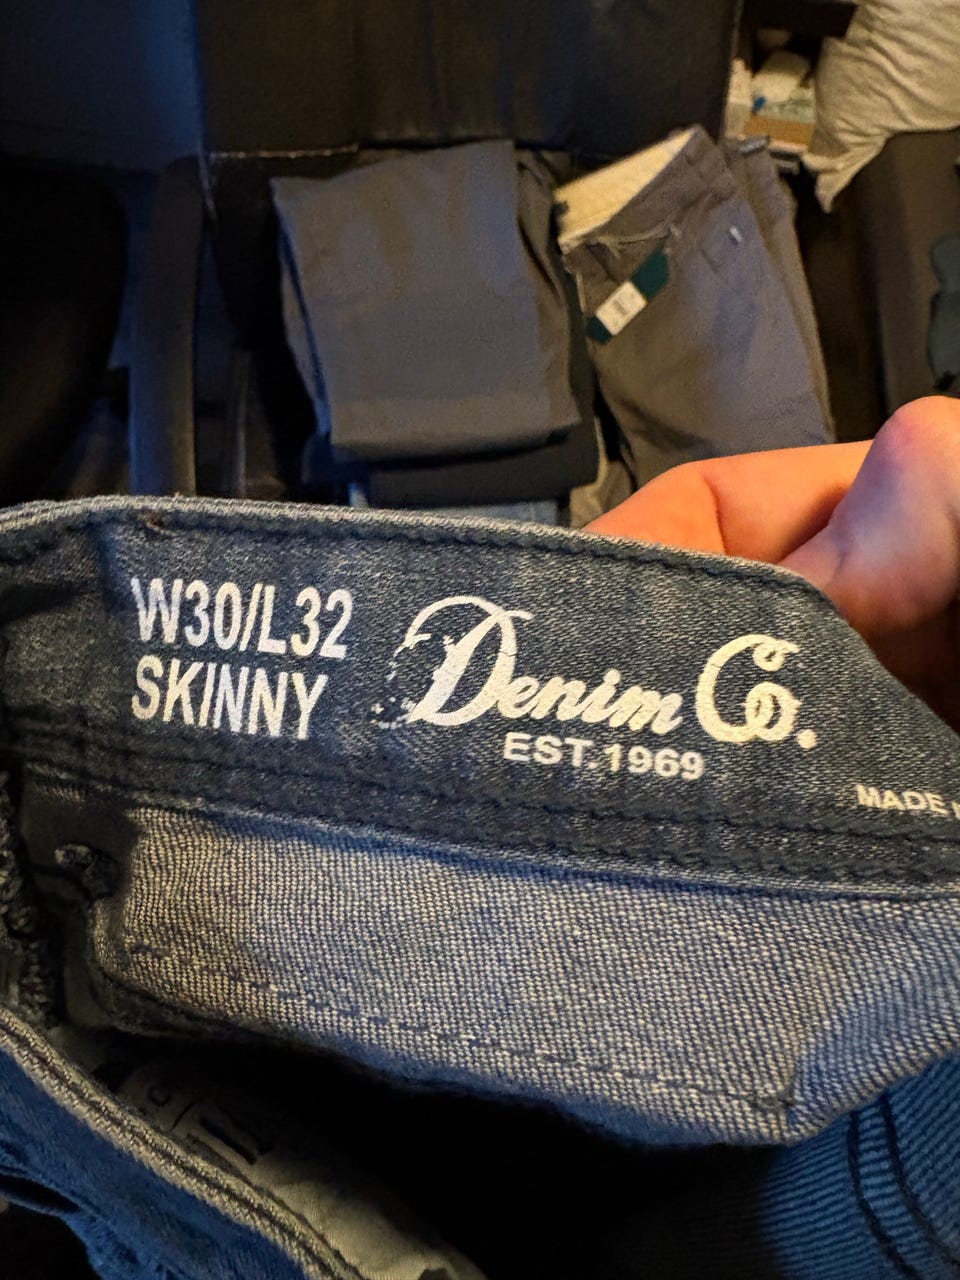 W30/L32
SKINNY
Denim Co.
EST. 1969
MADE